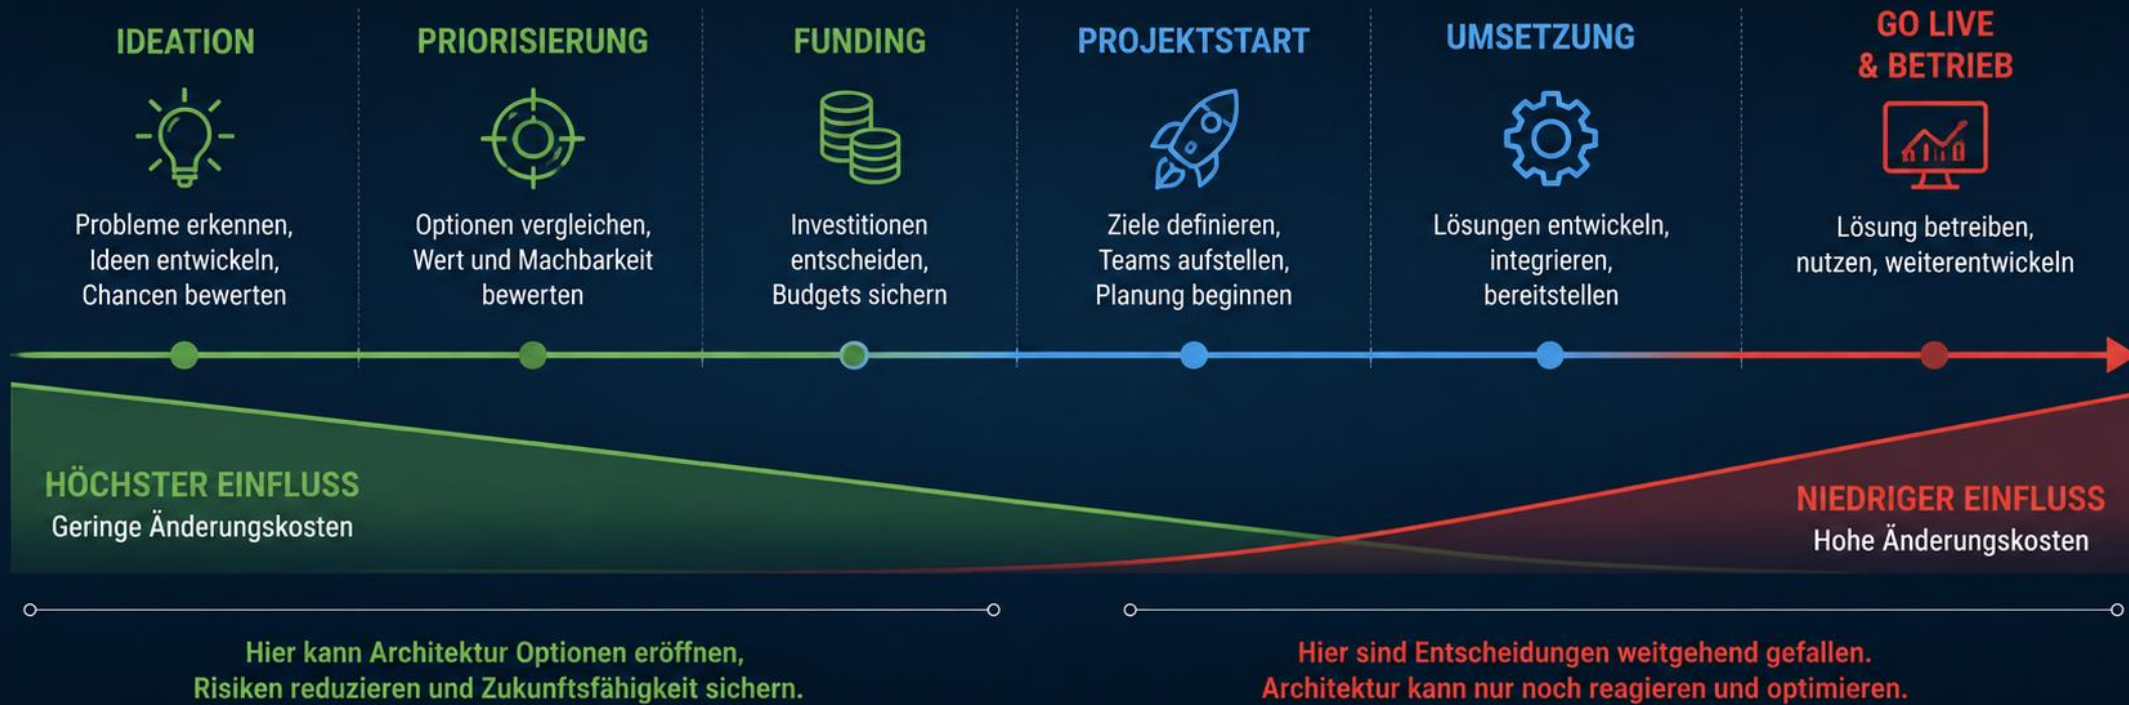 IDEATION
Probleme erkennen,
Ideen entwickeln,
Chancen bewerten
PRIORISIERUNG
Optionen vergleichen,
Wert und Machbarkeit
bewerten
FUNDING
Investitionen
entscheiden,
Budgets sichern
PROJEKTSTART
Ziele definieren,
Teams aufstellen,
Planung beginnen
UMSETZUNG
Lösungen entwickeln,
integrieren,
bereitstellen
GO LIVE
& BETRIEB
Lösung betreiben,
nutzen, weiterentwickeln
HÖCHSTER EINFLUSS
Geringe Änderungskosten
NIEDRIGER EINFLUSS
Hohe Änderungskosten
Hier kann Architektur Optionen eröffnen,
Risiken reduzieren und Zukunftsfähigkeit sichern.
Hier sind Entscheidungen weitgehend gefallen.
Architektur kann nur noch reagieren und optimieren.